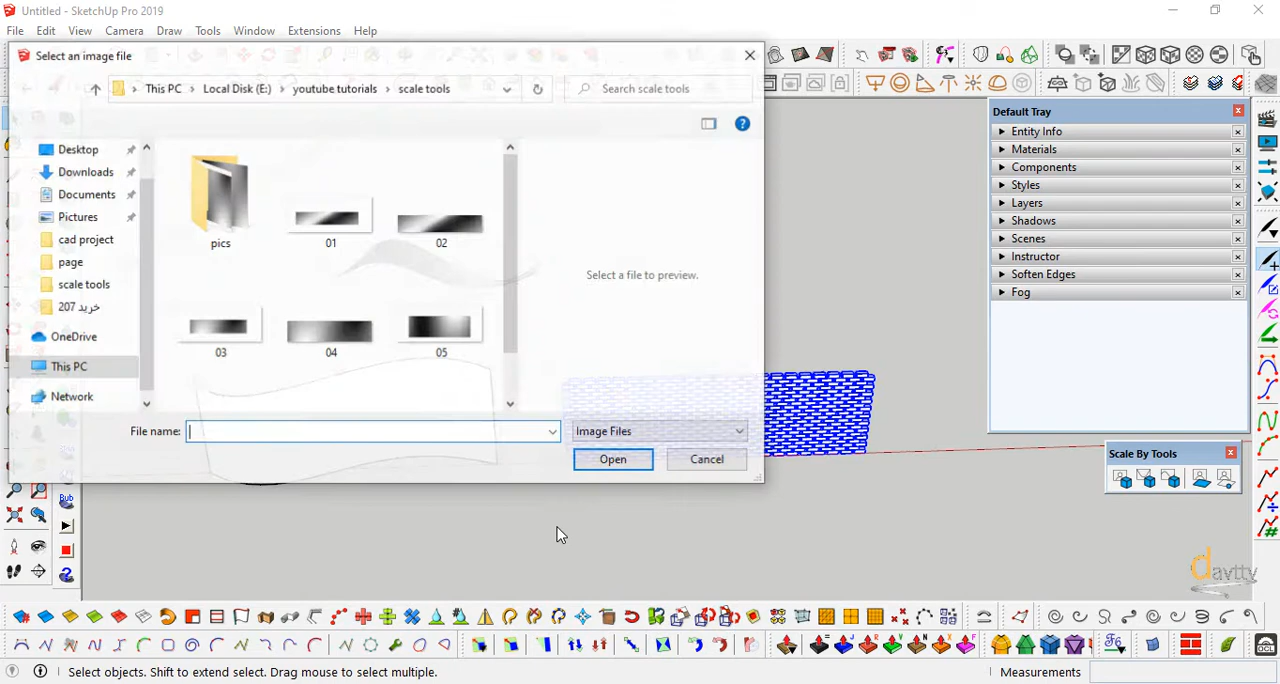 Untitled - SketchUp Pro 2019
File Edit View Camera Draw Tools Window Extensions Help
Select an image file
This PC Local Disk (E:) youtube tutorials scale tools
Search scale tools
Desktop
Downloads
Documents
Pictures
cad project
page
scale tools
خرید 207
OneDrive
This PC
Network
pics
01
02
03
04
05
Select a file to preview.
File name:
Image Files
Open
Cancel
Default Tray
Entity Info
Materials
Components
Styles
Layers
Shadows
Scenes
Instructor
Soften Edges
Fog
Scale By Tools
Bub
davtty
Select objects. Shift to extend select. Drag mouse to select multiple.
Measurements